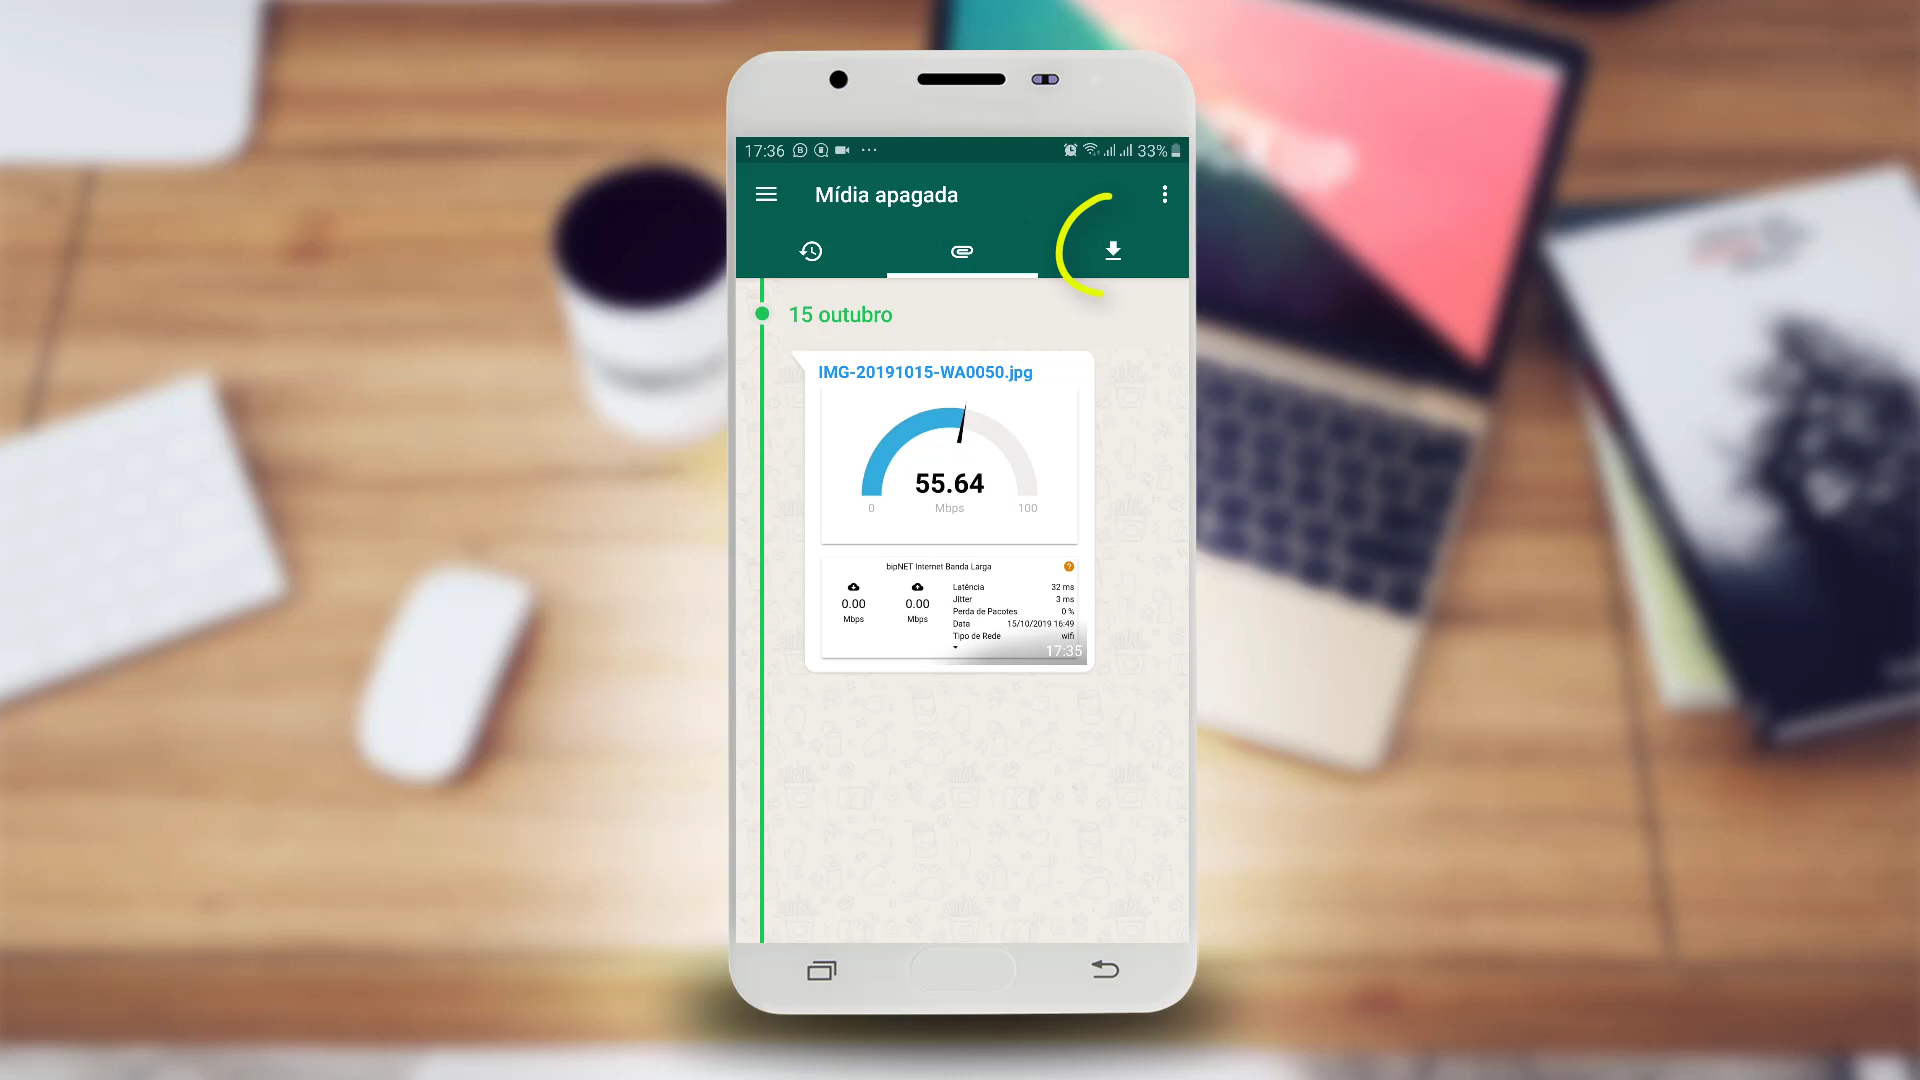 17:36
33%
Mídia apagada
15 outubro
IMG-20191015-WA0050.jpg
55.64
0 Mbps 100
bipNET Internet Banda Larga
?
0.00 Mbps
0.00 Mbps
Latência 32 ms
Jitter 3 ms
Perda de Pacotes 0 %
Data 15/10/2019 16:49
Tipo de Rede wifi
17:35